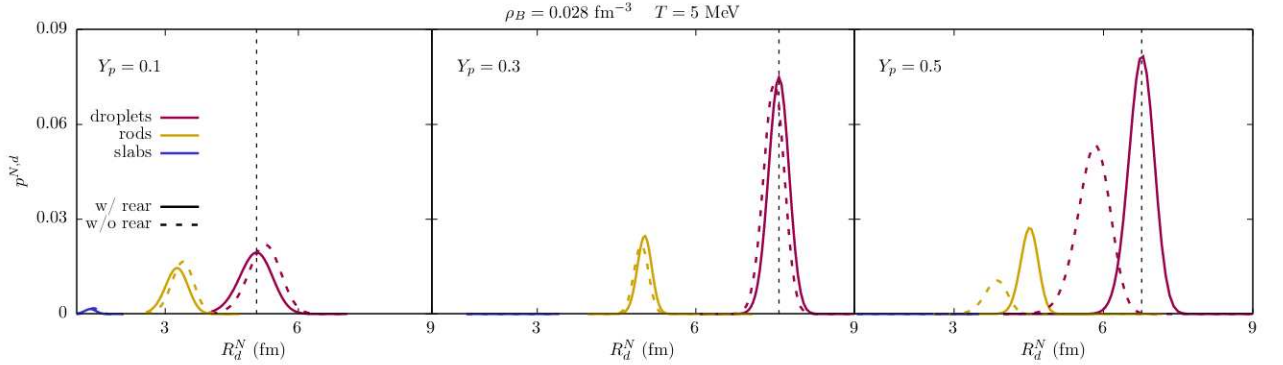 ρ_B = 0.028 fm⁻³ T = 5 MeV
0.09
0.06
0.03
0
p^{N,d}
Y_p = 0.1
droplets
rods
slabs
w/ rear
w/o rear
Y_p = 0.3
Y_p = 0.5
3 6 9 3 6 9 3 6 9
R_d^N (fm) R_d^N (fm) R_d^N (fm)